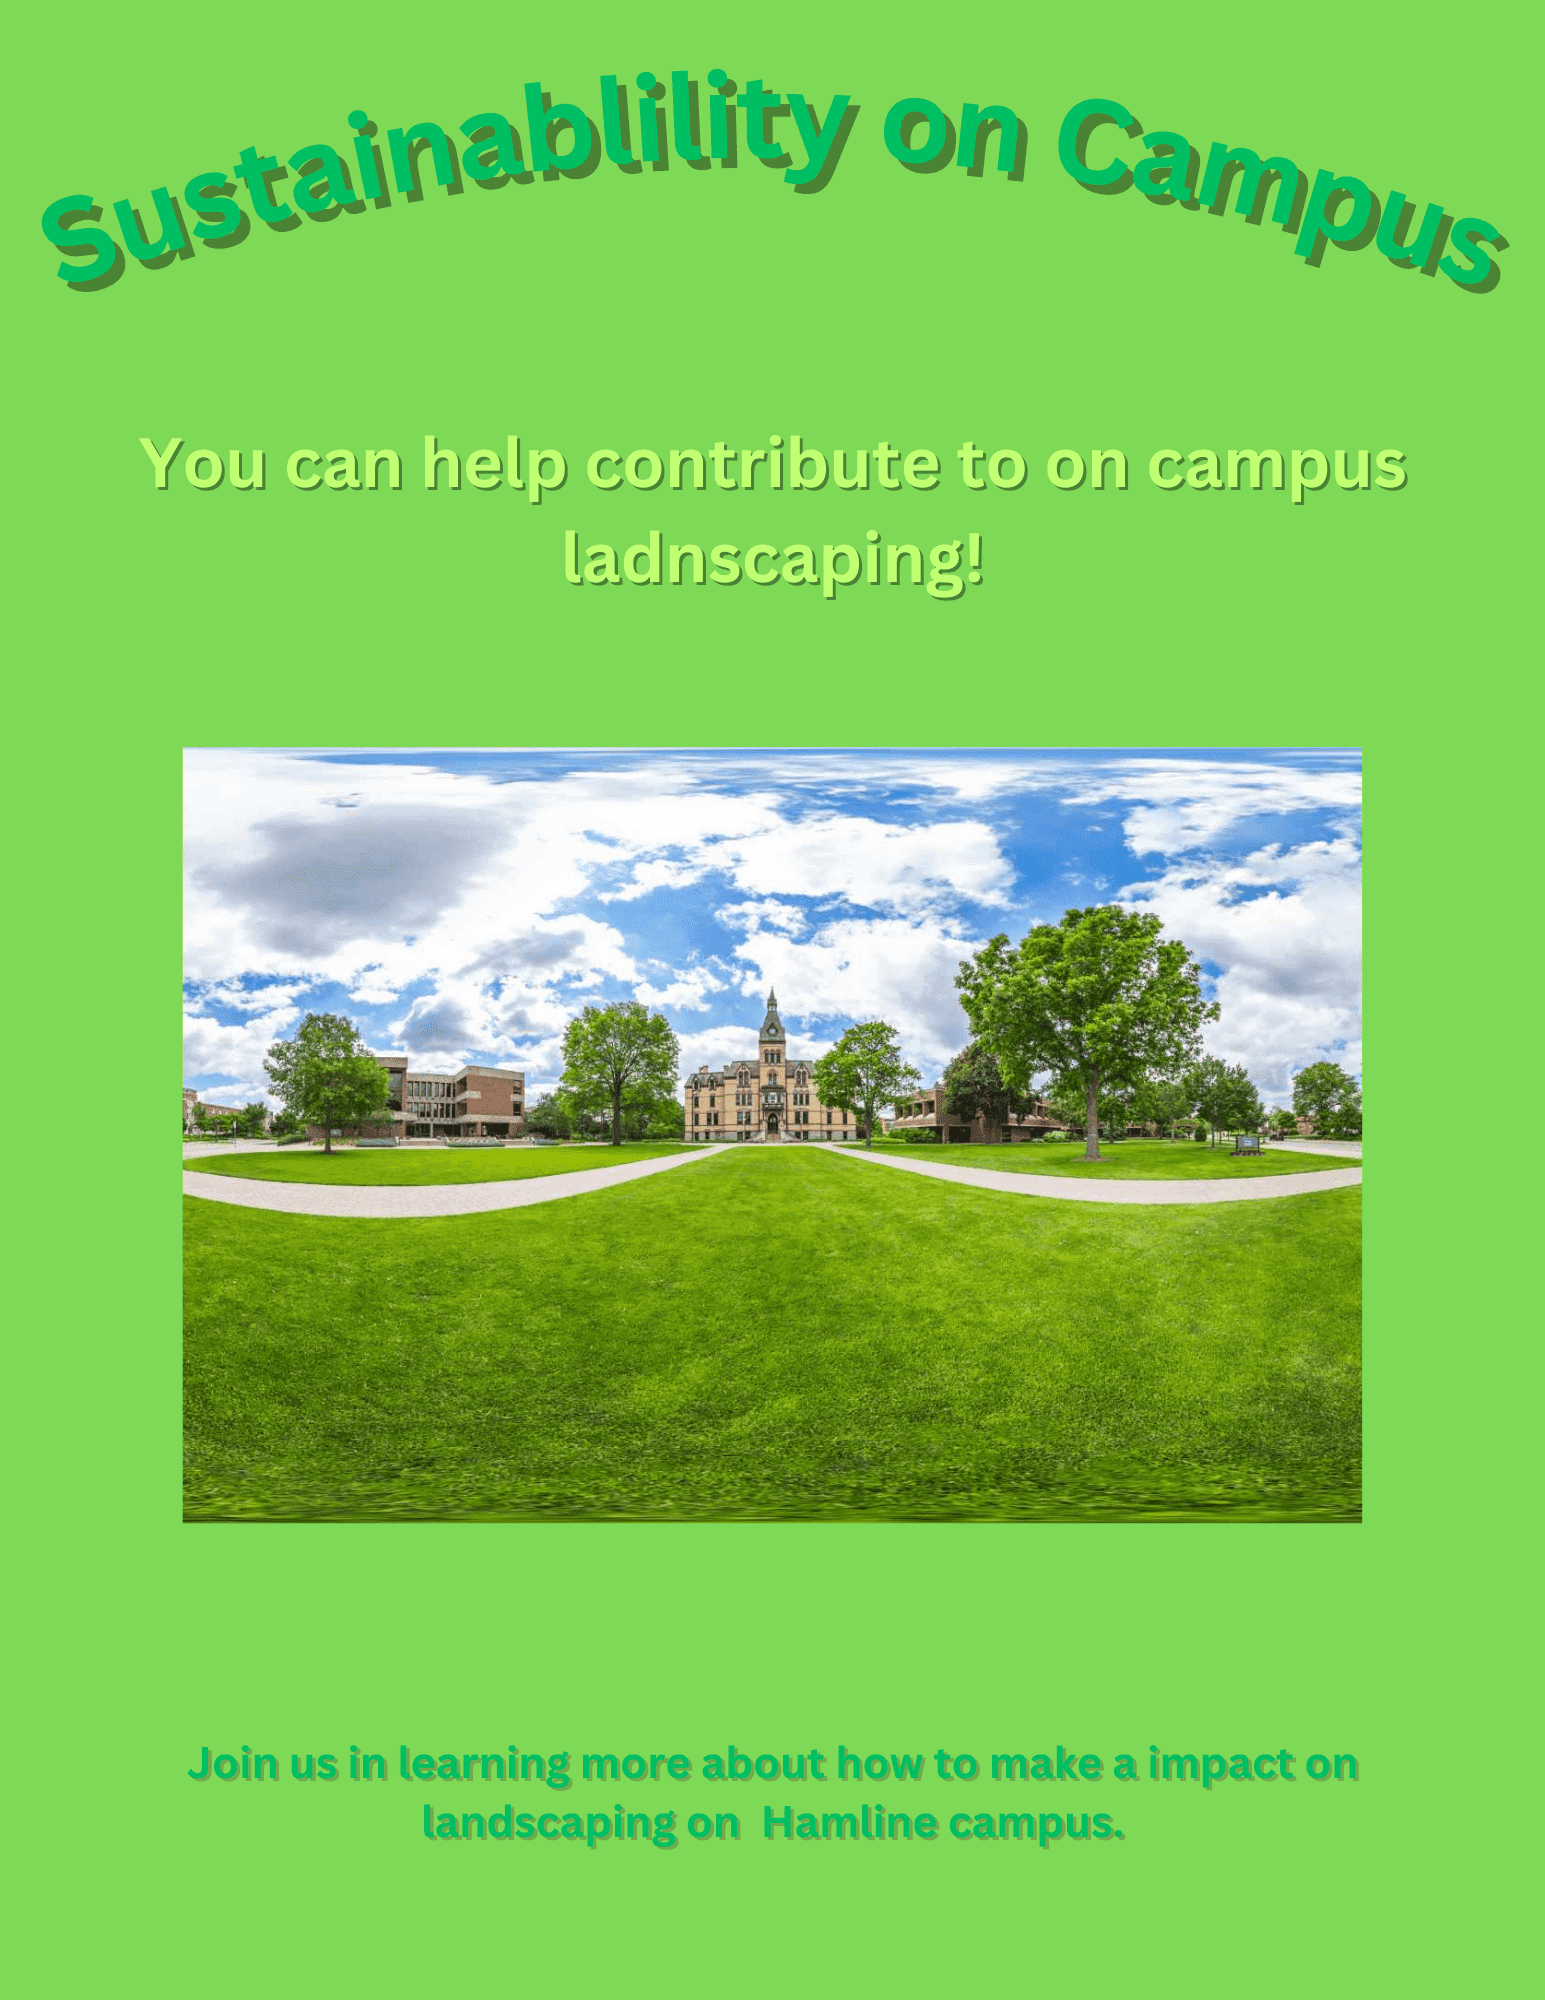 Sustainablility on Campus
You can help contribute to on campus
ladnscaping!
Join us in learning more about how to make a impact on
landscaping on  Hamline campus.